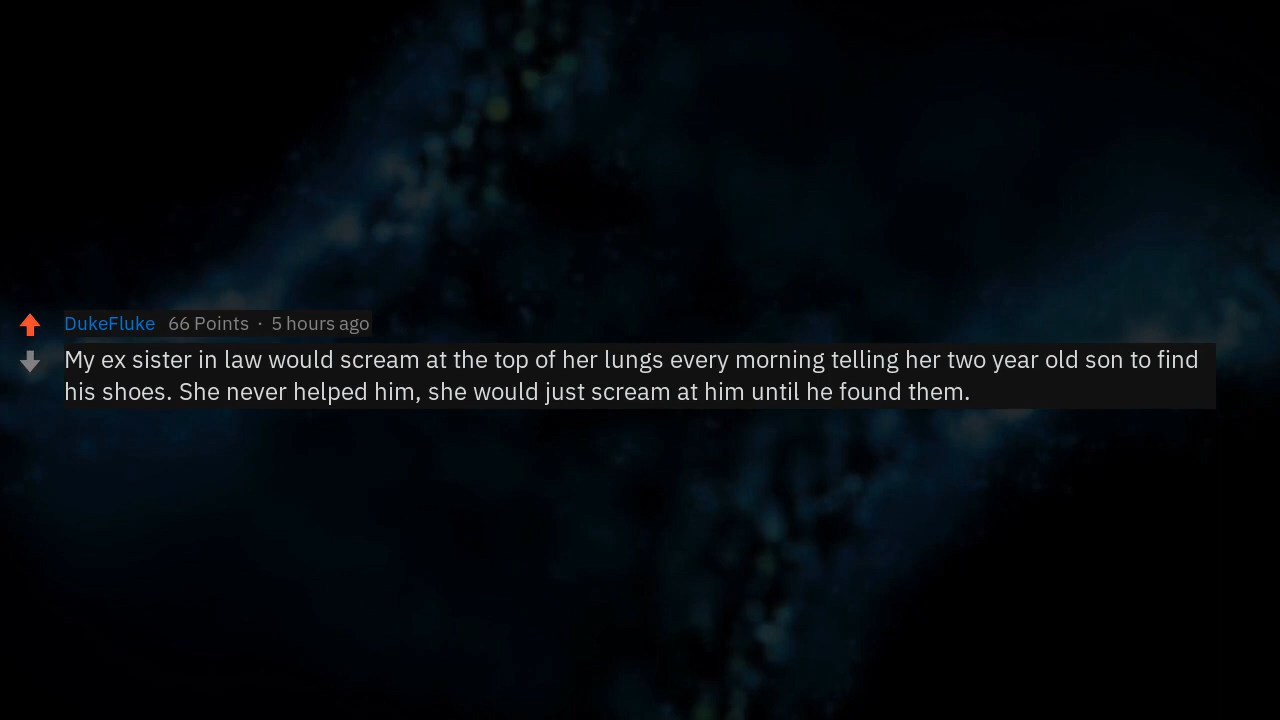 DukeFluke 66 Points · 5 hours ago
My ex sister in law would scream at the top of her lungs every morning telling her two year old son to find
his shoes. She never helped him, she would just scream at him until he found them.